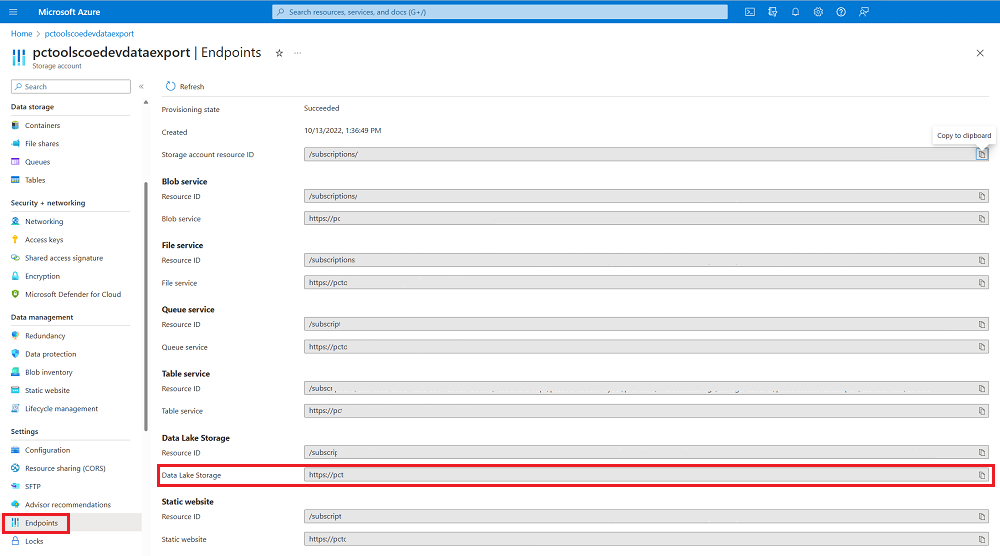 Microsoft Azure
Search resources, services, and docs (G+/)
Home > pctoolscoedevdataexport
pctoolscoedevdataexport | Endpoints
Storage account
Search
Data storage
Containers
File shares
Queues
Tables
Security + networking
Networking
Access keys
Shared access signature
Encryption
Microsoft Defender for Cloud
Data management
Redundancy
Data protection
Blob inventory
Static website
Lifecycle management
Settings
Configuration
Resource sharing (CORS)
SFTP
Advisor recommendations
Endpoints
Locks
Refresh
Provisioning state Succeeded
Created 10/13/2022, 1:36:49 PM
Copy to clipboard
Storage account resource ID /subscriptions/
Blob service
Resource ID /subscriptions/
Blob service https://pc
File service
Resource ID /subscriptions
File service https://pctc
Queue service
Resource ID /subscript
Queue service https://pctc
Table service
Resource ID /subscr
Table service https://pct
Data Lake Storage
Resource ID /subscrip
Data Lake Storage https://pct
Static website
Resource ID /subscript
Static website https://pctc